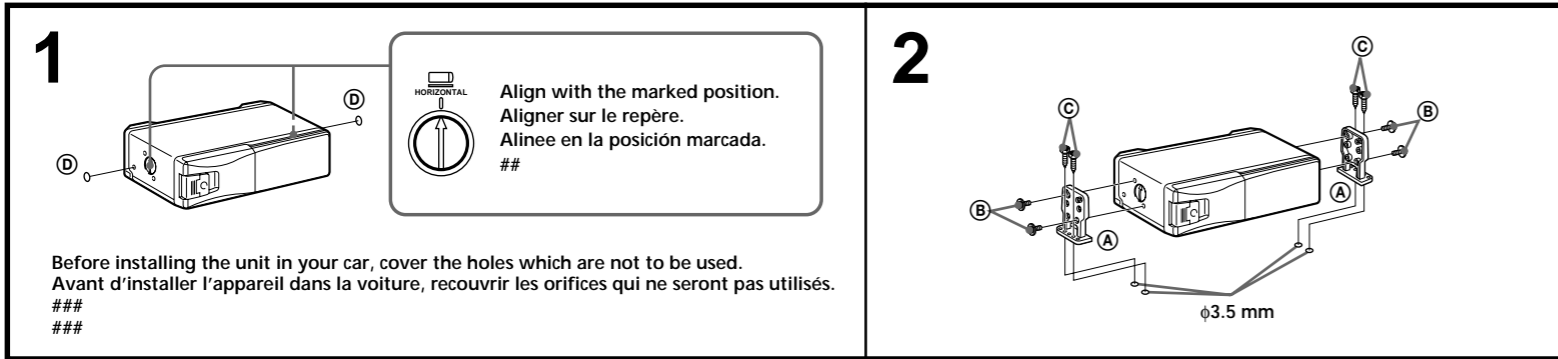 1
D
D
HORIZONTAL
Align with the marked position.
Aligner sur le repère.
Alinee en la posición marcada.
##
Before installing the unit in your car, cover the holes which are not to be used.
Avant d'installer l'appareil dans la voiture, recouvrir les orifices qui ne seront pas utilisés.
###
###
2
C
C
B
A
B
A
ϕ3.5 mm